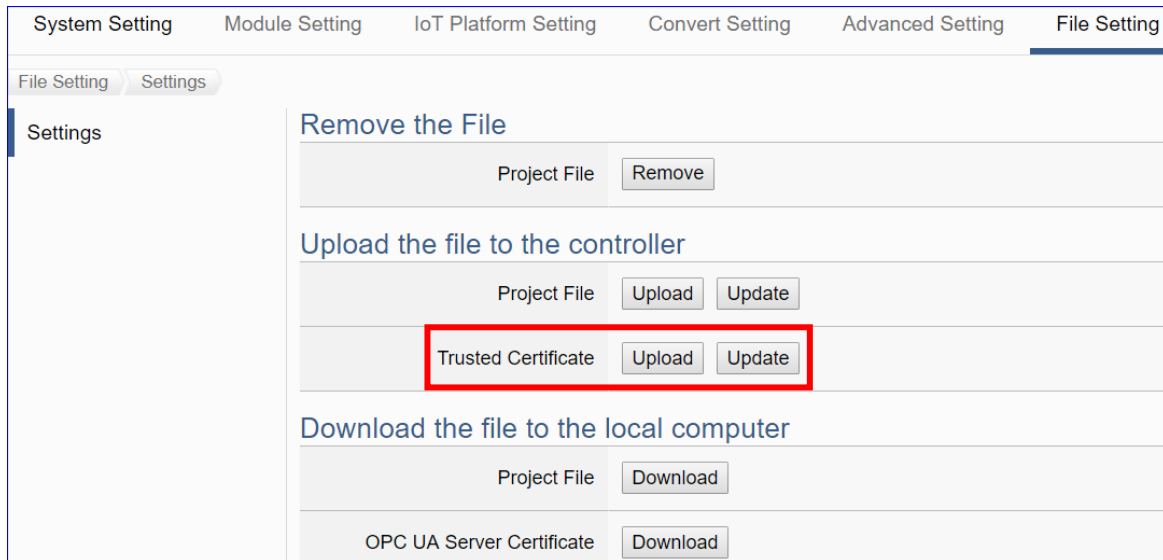 System Setting Module Setting IoT Platform Setting Convert Setting Advanced Setting File Setting
File Setting Settings
Settings
Remove the File
Project File Remove
Upload the file to the controller
Project File Upload Update
Trusted Certificate Upload Update
Download the file to the local computer
Project File Download
OPC UA Server Certificate Download